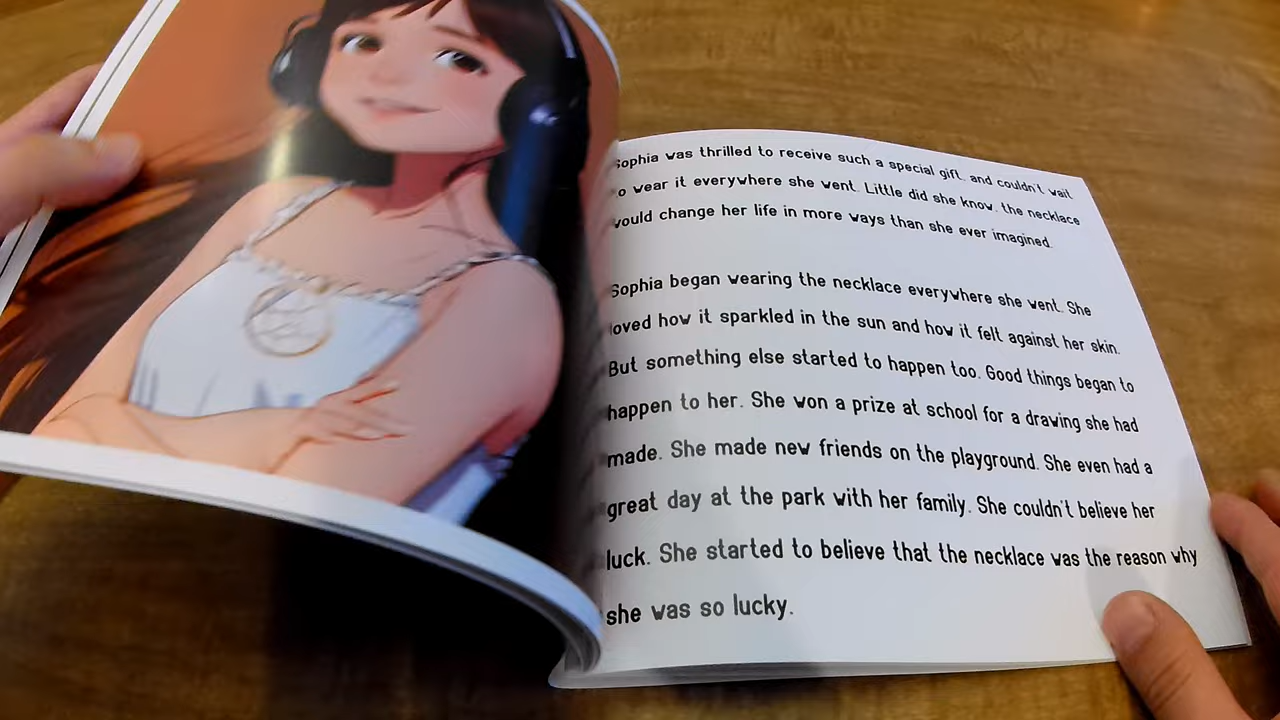 Sophia was thrilled to receive such a special gift, and couldn't wait
to wear it everywhere she went. Little did she know, the necklace
would change her life in more ways than she ever imagined.
Sophia began wearing the necklace everywhere she went. She
loved how it sparkled in the sun and how it felt against her skin.
But something else started to happen too. Good things began to
happen to her. She won a prize at school for a drawing she had
made. She made new friends on the playground. She even had a
great day at the park with her family. She couldn't believe her
luck. She started to believe that the necklace was the reason why
she was so lucky.